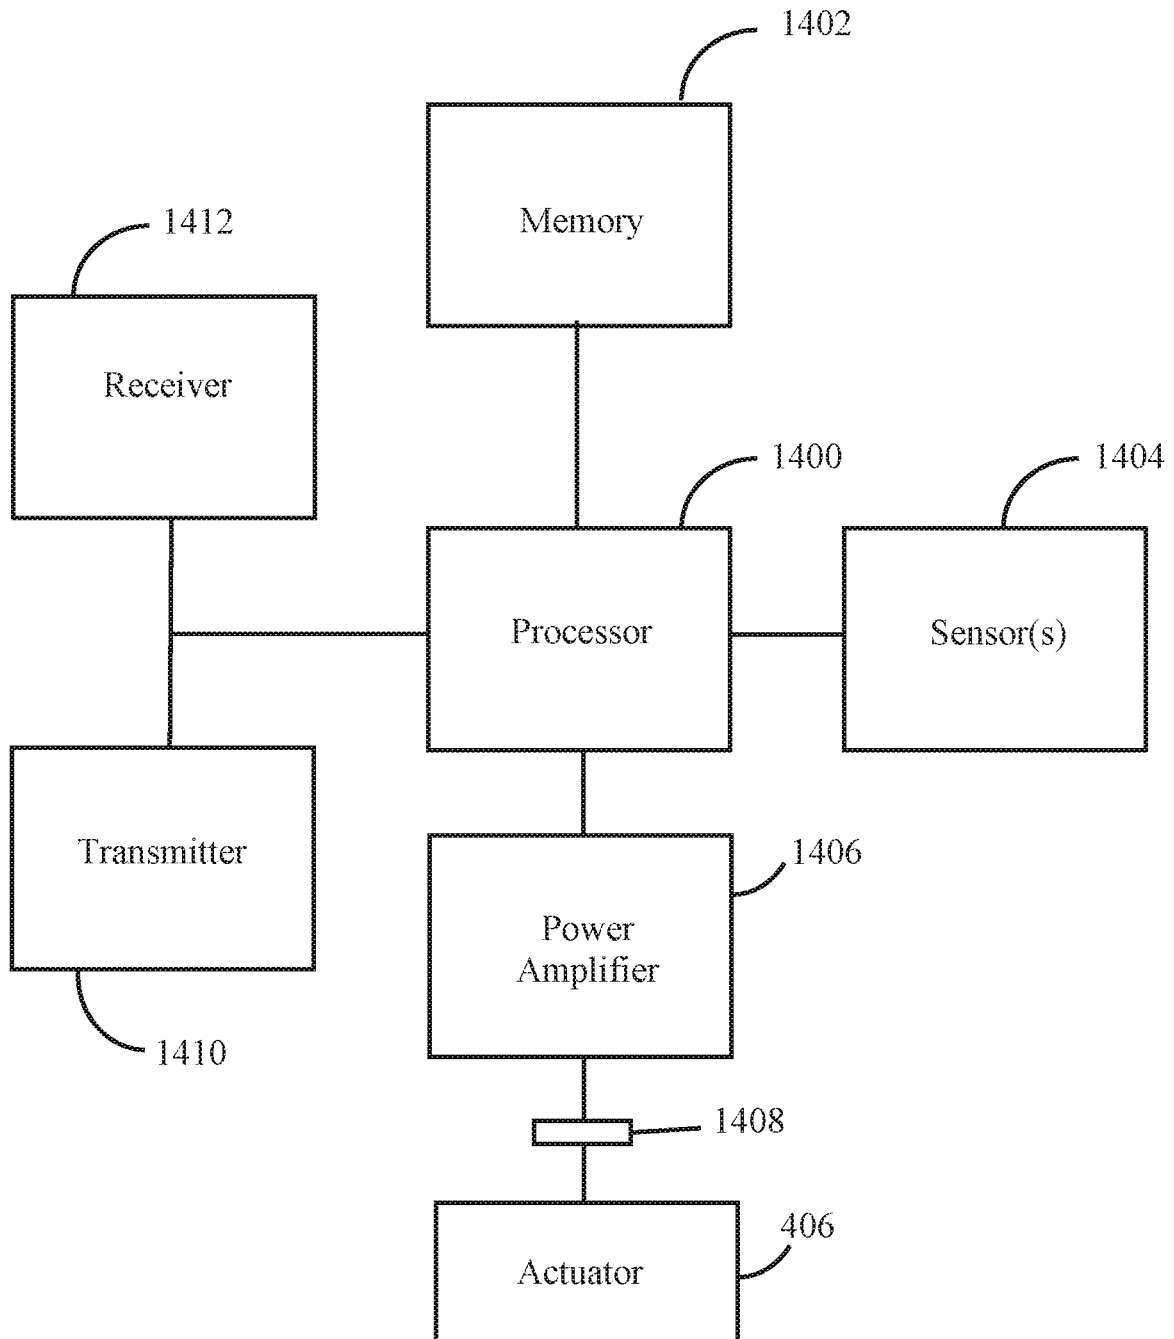 1402
Memory
1412
Receiver
1400
1404
Processor
Sensor(s)
Transmitter
1406
Power
Amplifier
1410
1408
406
Actuator